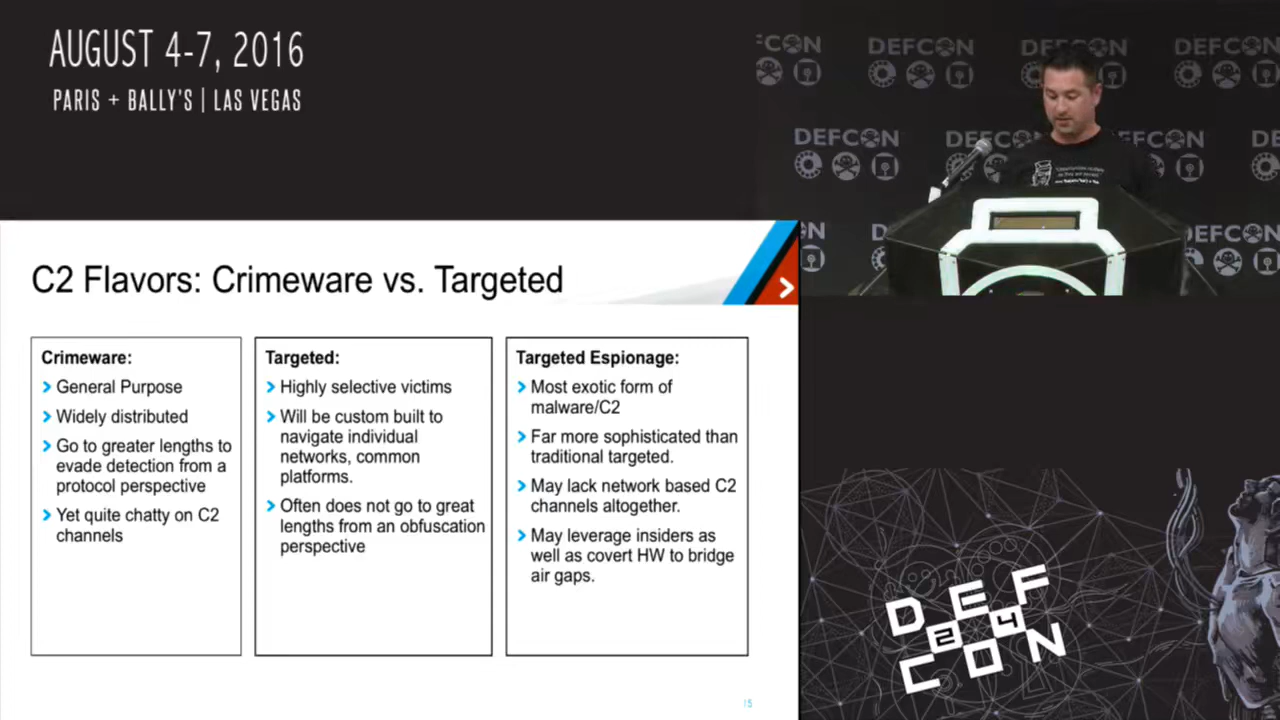 AUGUST 4-7, 2016
PARIS + BALLY'S | LAS VEGAS
DEFCON
DEFCON
DEFCON
DEFCON
DEFCON
C2 Flavors: Crimeware vs. Targeted
Crimeware:
General Purpose
Widely distributed
Go to greater lengths to
evade detection from a
protocol perspective
Yet quite chatty on C2
channels
Targeted:
Highly selective victims
Will be custom built to
navigate individual
networks, common
platforms.
Often does not go to great
lengths from an obfuscation
perspective
Targeted Espionage:
Most exotic form of
malware/C2
Far more sophisticated than
traditional targeted.
May lack network based C2
channels altogether.
May leverage insiders as
well as covert HW to bridge
air gaps.
15
DEF
24
CON